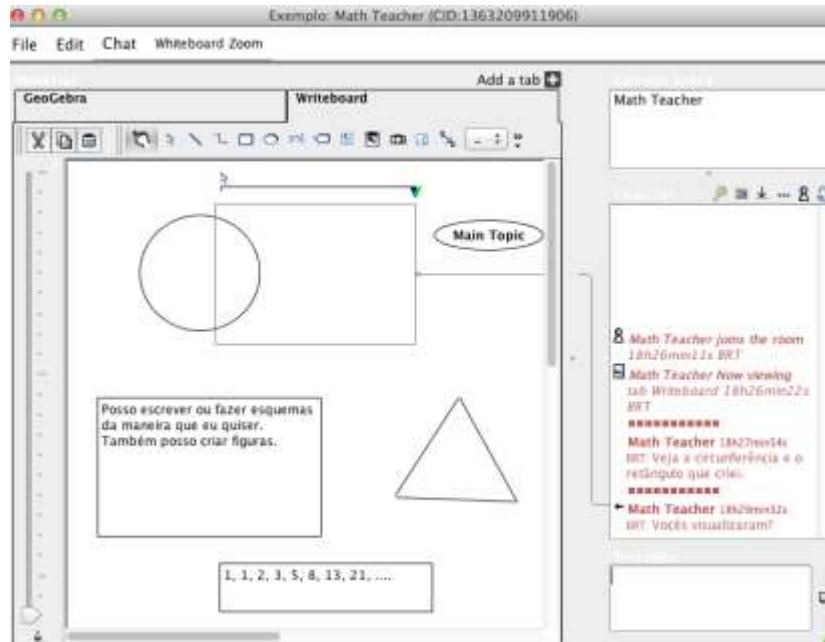 Exemplo: Math Teacher (CID:1363209911906)
File Edit Chat Whiteboard Zoom
Add a tab
GeoGebra
Writeboard
Main Topic
Posso escrever ou fazer esquemas
da maneira que eu quiser.
Também posso criar figuras.
1, 1, 2, 3, 5, 8, 13, 21, ....
Math Teacher
Math Teacher joins the room
18h26min11s BRT
Math Teacher Now viewing
tab Writeboard 18h26min22s
BRT
Math Teacher 18h27min54s
BRT: Veja a circunferência e o
retângulo que criei.
Math Teacher 18h29min32s
BRT: Vocês visualizaram?